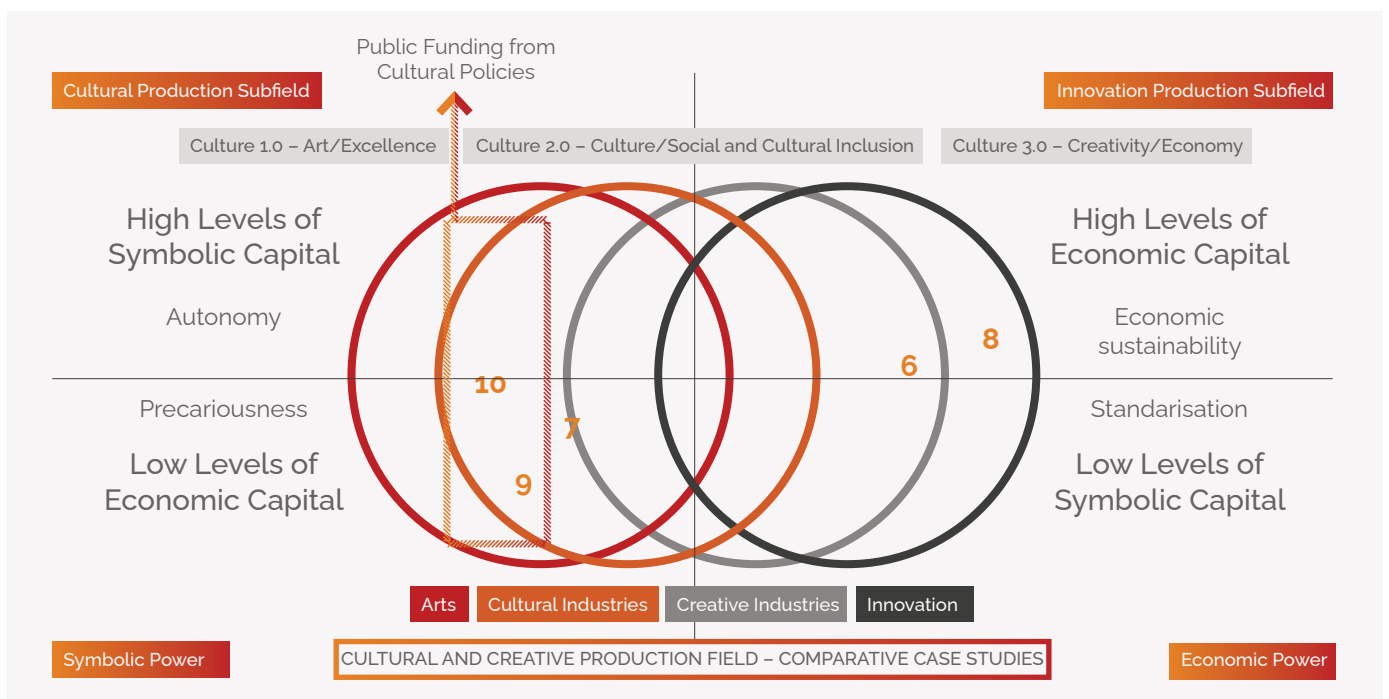 Public Funding from
Cultural Policies
Cultural Production Subfield
Innovation Production Subfield
Culture 1.0 – Art/Excellence
Culture 2.0 – Culture/Social and Cultural Inclusion
Culture 3.0 – Creativity/Economy
High Levels of
Symbolic Capital
High Levels of
Economic Capital
Autonomy
Economic
sustainability
8
6
10
Precariousness
Standarisation
7
Low Levels of
Economic Capital
Low Levels of
Symbolic Capital
9
Arts
Cultural Industries
Creative Industries
Innovation
Symbolic Power
CULTURAL AND CREATIVE PRODUCTION FIELD – COMPARATIVE CASE STUDIES
Economic Power